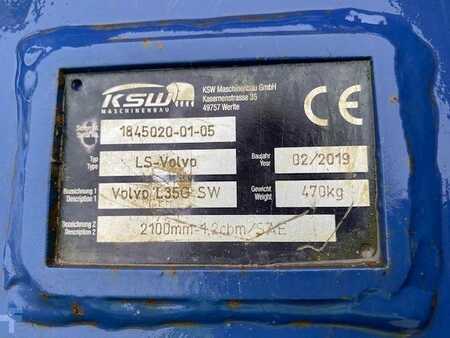 KSW
MASCHINENBAU
KSW Maschinenbau GmbH
Kasernenstrasse 35
49757 Werlte
CE
1845020-01-05
Typ
Type
LS-Volvo
Baujahr
Year
02/2019
Bezeichnung 1
Description 1
Volvo L35G SW
Gewicht
Weight
470kg
Bezeichnung 2
Description 2
2100mm-1,2cbm/SAE